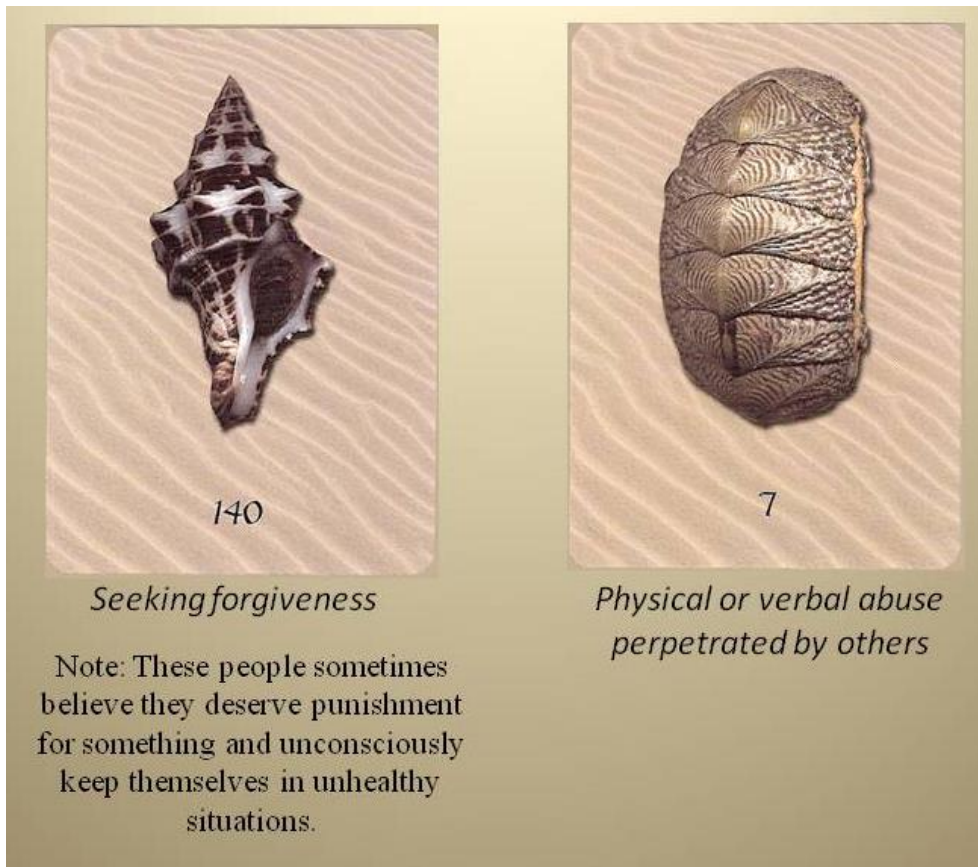 140
Seeking forgiveness
Note: These people sometimes
believe they deserve punishment
for something and unconsciously
keep themselves in unhealthy
situations.
7
Physical or verbal abuse
perpetrated by others